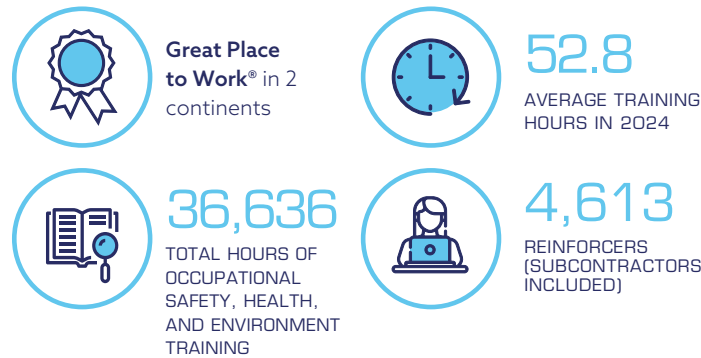 Great Place
to Work® in 2
continents
52.8
AVERAGE TRAINING
HOURS IN 2024
36,636
TOTAL HOURS OF
OCCUPATIONAL
SAFETY, HEALTH,
AND ENVIRONMENT
TRAINING
4,613
REINFORCERS
(SUBCONTRACTORS
INCLUDED)